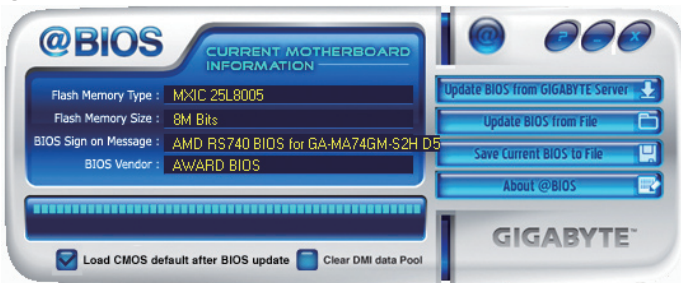 @BIOS
CURRENT MOTHERBOARD
INFORMATION
Flash Memory Type : MXIC 25L8005
Flash Memory Size : 8M Bits
BIOS Sign on Message : AMD RS740 BIOS for GA-MA74GM-S2H D5
BIOS Vendor : AWARD BIOS
Load CMOS default after BIOS update
Clear DMI data Pool
@
?
Update BIOS from GIGABYTE Server
Update BIOS from File
Save Current BIOS to File
About @BIOS
GIGABYTE™